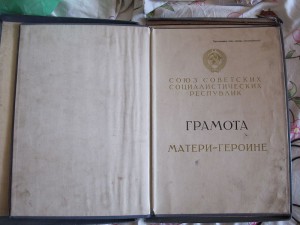 СОЮЗ СОВЕТСКИХ
СОЦИАЛИСТИЧЕСКИХ
РЕСПУБЛИК
ГРАМОТА
МАТЕРИ-ГЕРОИНЕ